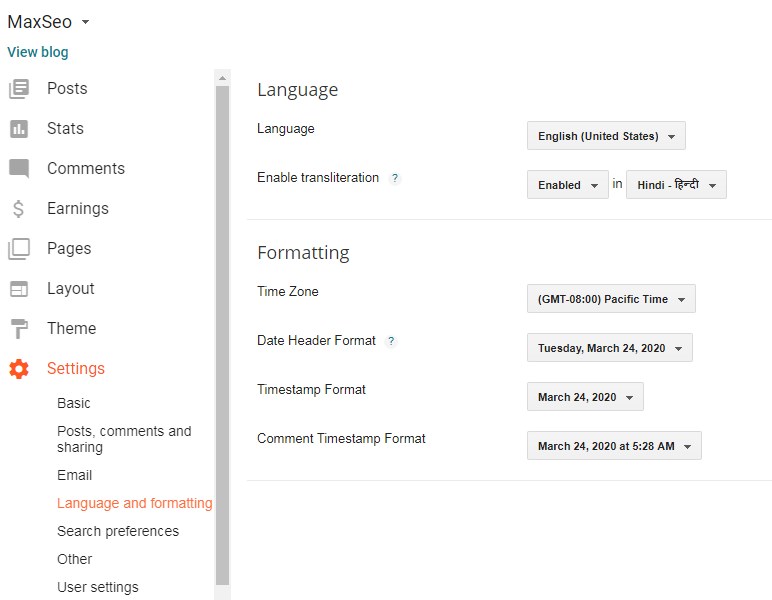 MaxSeo
View blog
Posts
Stats
Comments
Earnings
Pages
Layout
Theme
Settings
Basic
Posts, comments and
sharing
Email
Language and formatting
Search preferences
Other
User settings
Language
Language English (United States)
Enable transliteration ? Enabled in Hindi - हिन्दी
Formatting
Time Zone (GMT-08:00) Pacific Time
Date Header Format ? Tuesday, March 24, 2020
Timestamp Format March 24, 2020
Comment Timestamp Format March 24, 2020 at 5:28 AM